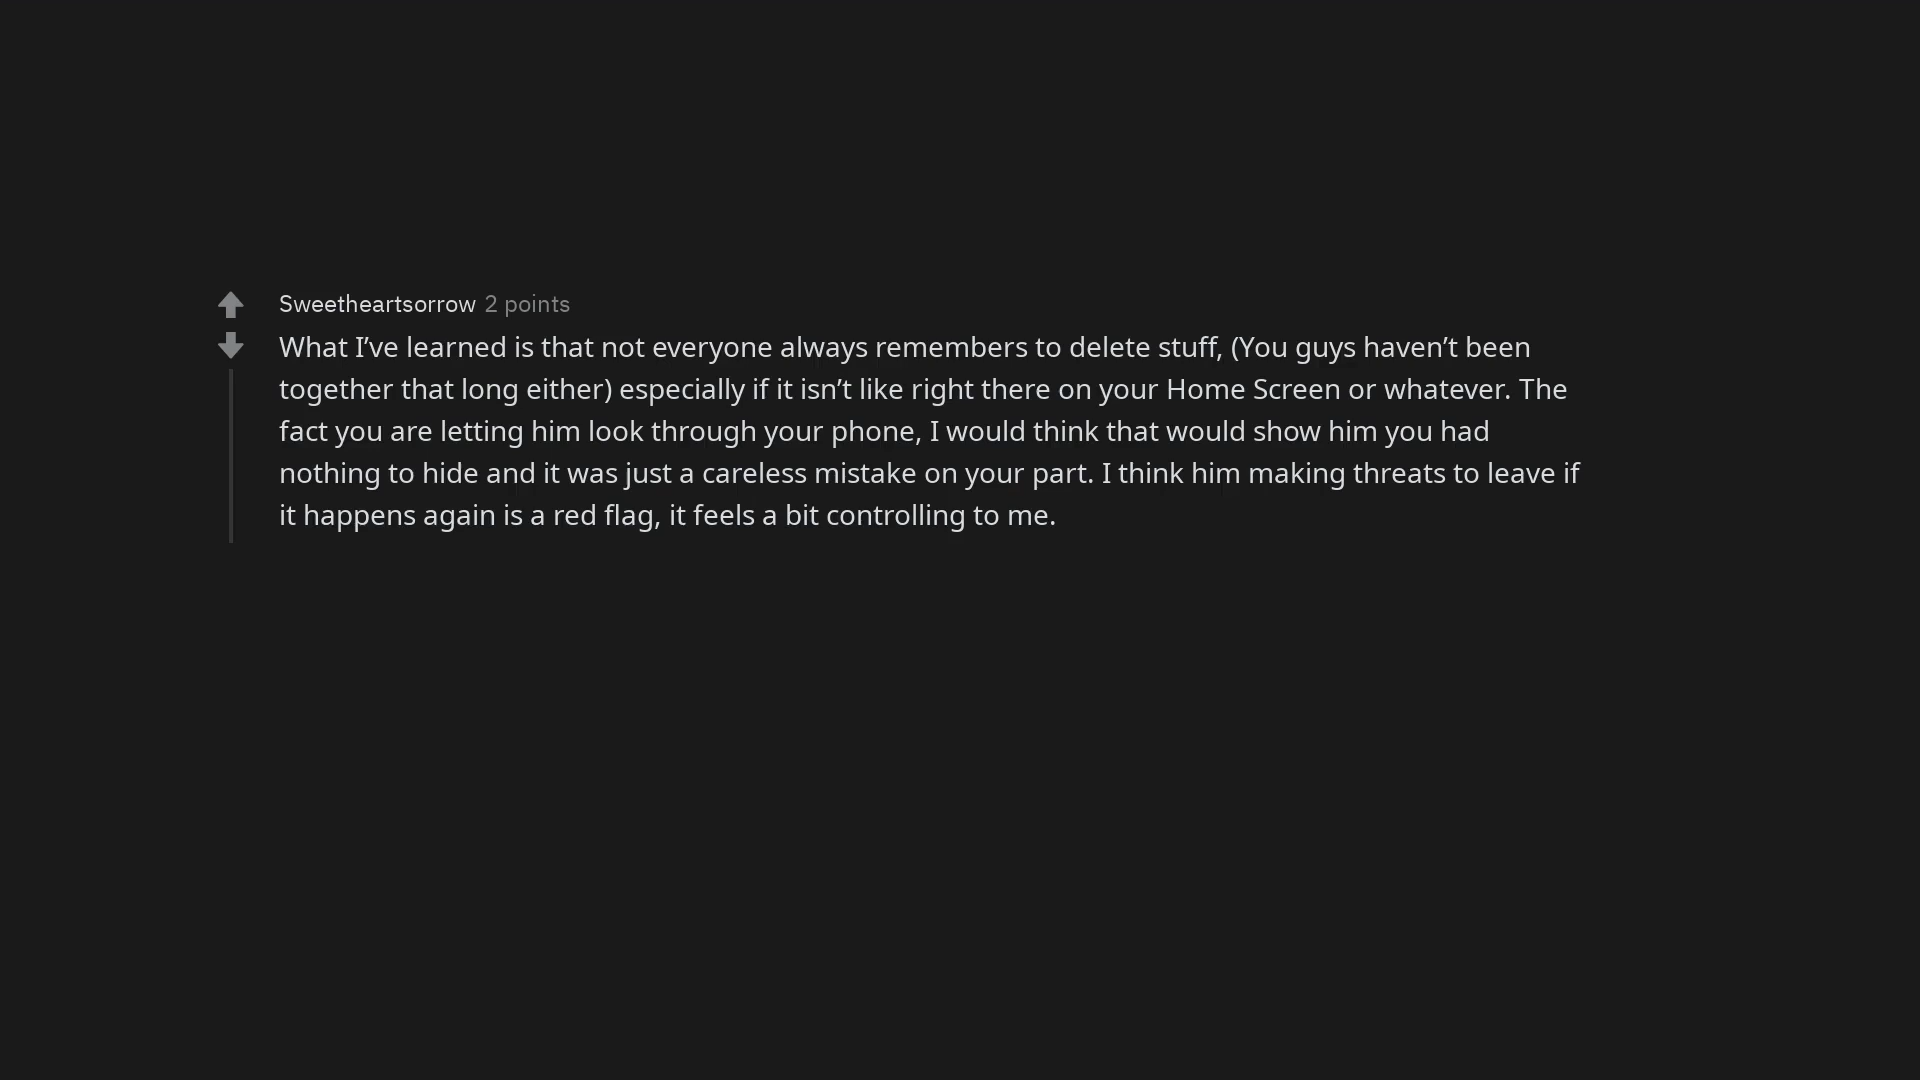 Sweetheartsorrow 2 points
What I’ve learned is that not everyone always remembers to delete stuff, (You guys haven’t been
together that long either) especially if it isn’t like right there on your Home Screen or whatever. The
fact you are letting him look through your phone, I would think that would show him you had
nothing to hide and it was just a careless mistake on your part. I think him making threats to leave if
it happens again is a red flag, it feels a bit controlling to me.